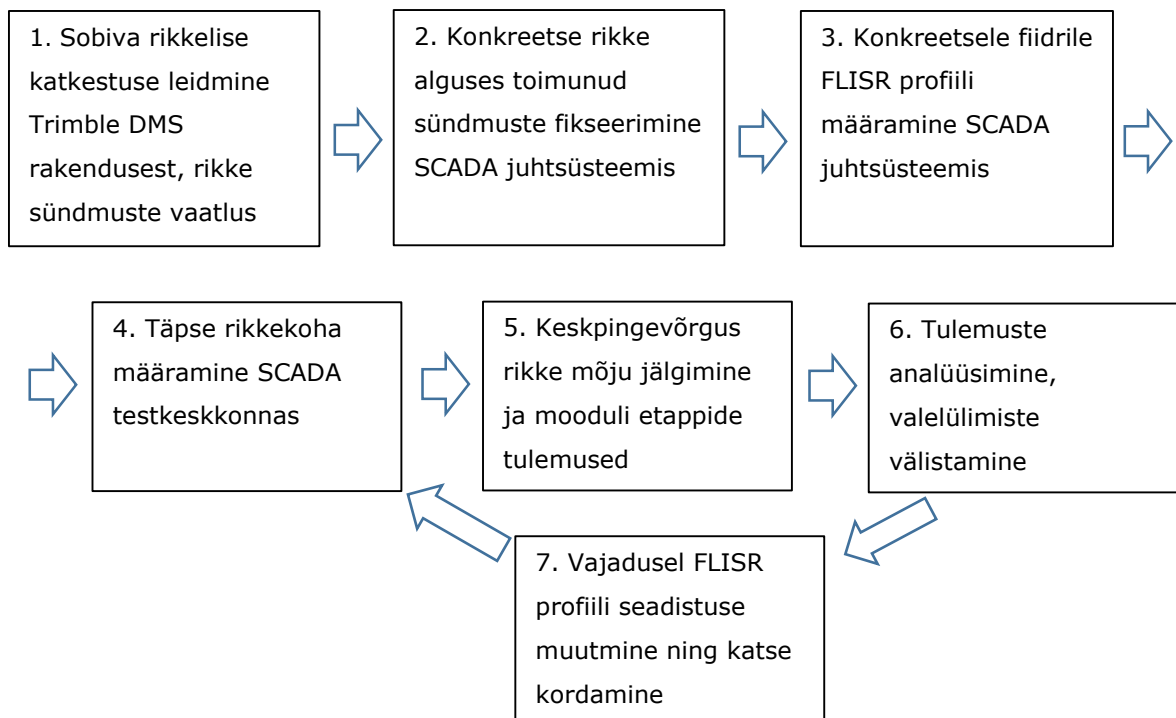 1. Sobiva rikkelise
katkestuse leidmine
Trimble DMS
rakendusest, rikke
sündmuste vaatlus
2. Konkreetse rikke
alguses toimunud
sündmuste fikseerimine
SCADA juhtsüsteemis
3. Konkreetsele fiidrile
FLISR profiili
määramine SCADA
juhtsüsteemis
4. Täpse rikkekoha
määramine SCADA
testkeskkonnas
5. Keskpingevõrgus
rikke mõju jälgimine
ja mooduli etappide
tulemused
6. Tulemuste
analüüsimine,
valelülimiste
välistamine
7. Vajadusel FLISR
profiili seadistuse
muutmine ning katse
kordamine